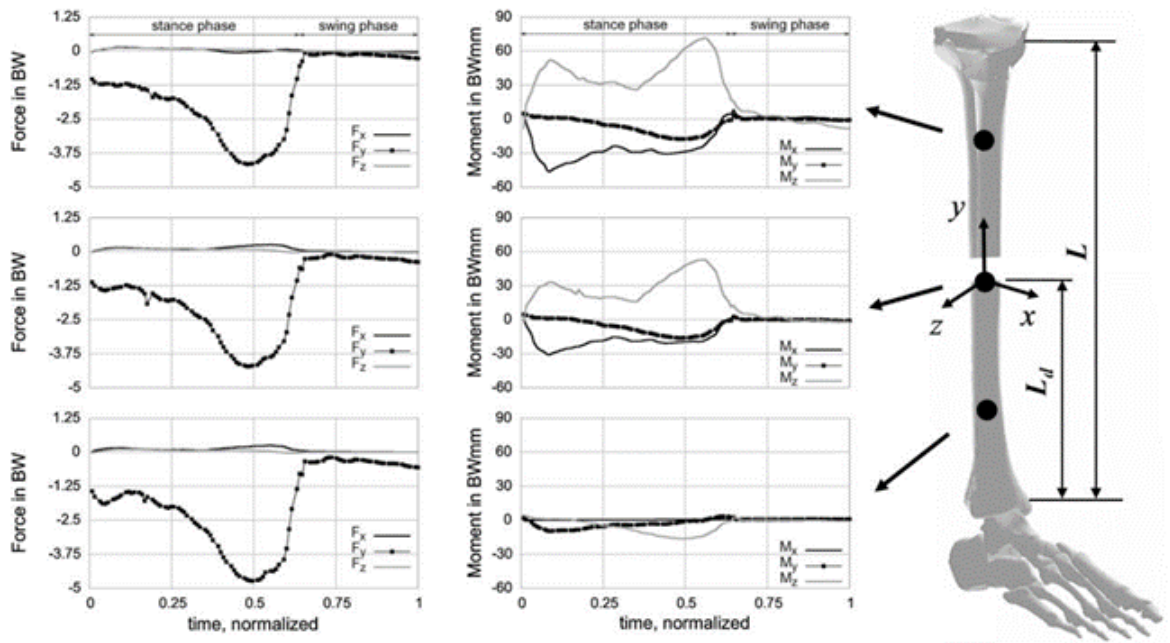 stance phase swing phase stance phase swing phase
Force in BW
1.25
0
-1.25
-2.5
-3.75
-5
Fx
Fy
Fz
Moment in BWmm
90
60
30
0
-30
-60
Mx
My
Mz
Force in BW
1.25
0
-1.25
-2.5
-3.75
-5
Fx
Fy
Fz
Moment in BWmm
90
60
30
0
-30
-60
Mx
My
Mz
Force in BW
1.25
0
-1.25
-2.5
-3.75
-5
Fx
Fy
Fz
0 0.25 0.5 0.75 1
time, normalized
Moment in BWmm
90
60
30
0
-30
-60
Mx
My
Mz
0 0.25 0.5 0.75 1
time, normalized
y
z
x
L
Ld